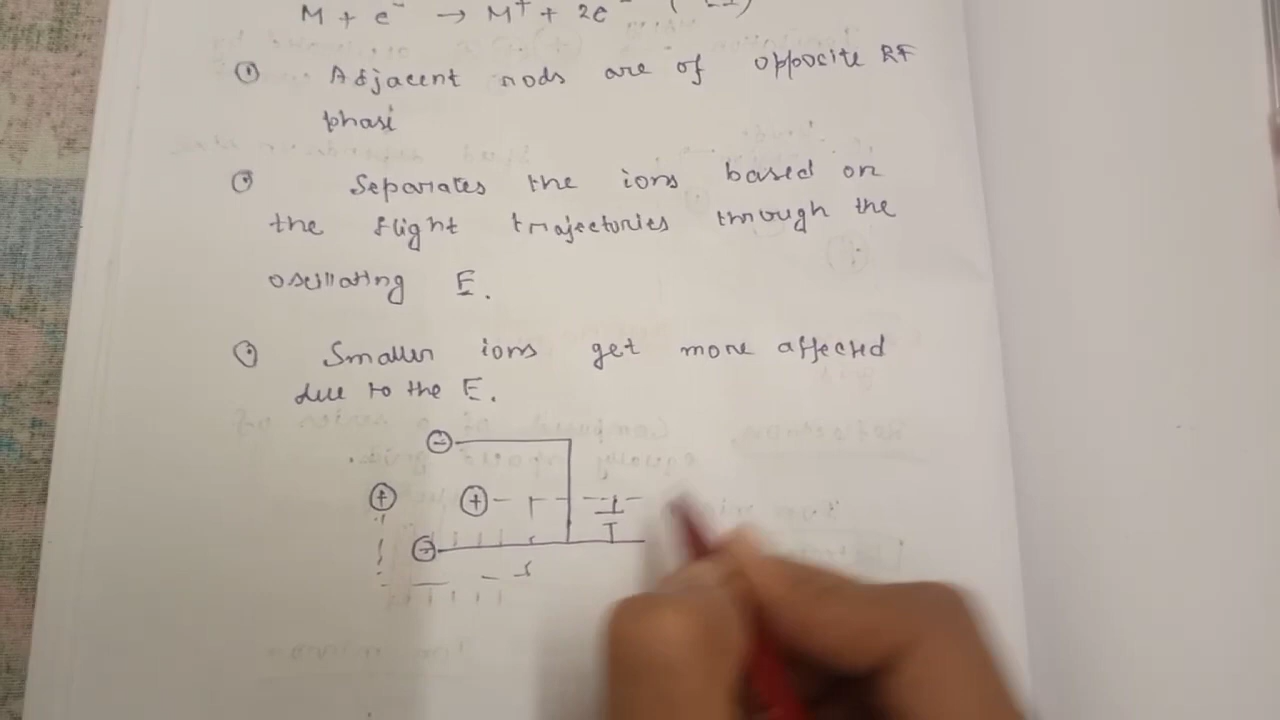 M + e⁻ → M⁺ + 2e⁻
Adjacent rods are of opposite RF
phase
Separates the ions based on
the flight trajectories through the
oscillating E.
Smaller ions get more affected
due to the E.
−
+ +
−